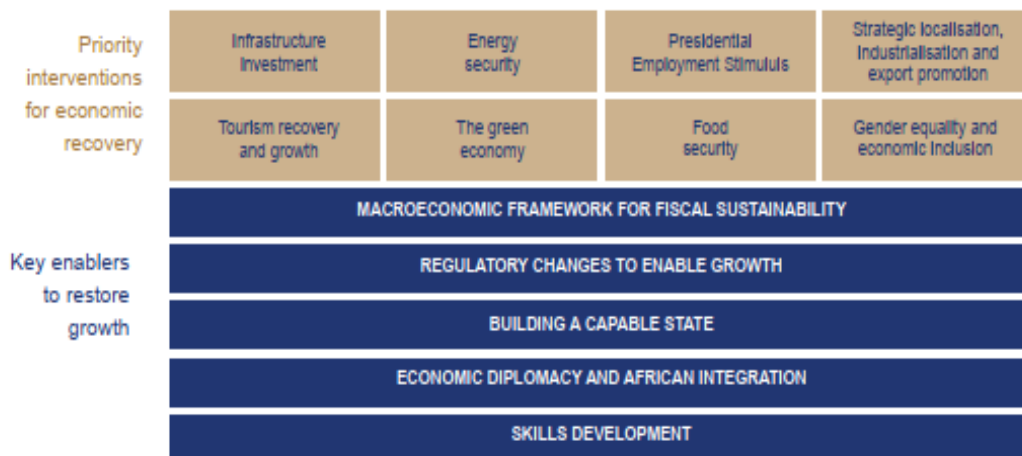 Priority
interventions
for economic
recovery
Infrastructure
Investment
Energy
security
Presidential
Employment Stimululs
Strategic localisation,
Industrialisation and
export promotion
Tourism recovery
and growth
The green
economy
Food
security
Gender equality and
economic Inclusion
Key enablers
to restore
growth
MACROECONOMIC FRAMEWORK FOR FISCAL SUSTAINABILITY
REGULATORY CHANGES TO ENABLE GROWTH
BUILDING A CAPABLE STATE
ECONOMIC DIPLOMACY AND AFRICAN INTEGRATION
SKILLS DEVELOPMENT